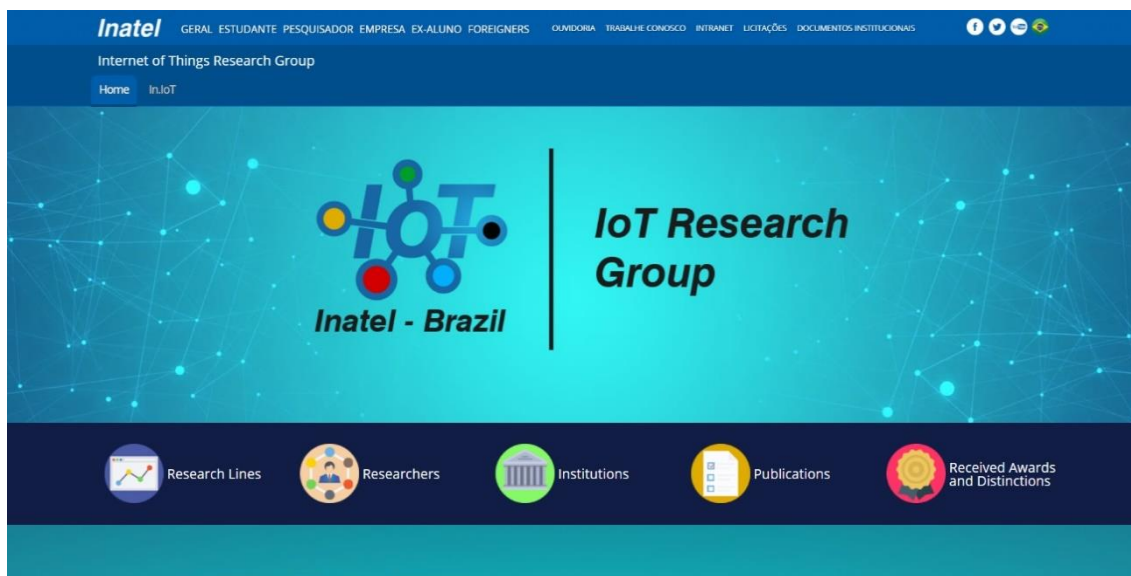 Inatel GERAL ESTUDANTE PESQUISADOR EMPRESA EX-ALUNO FOREIGNERS OUVIDORIA TRABALHE CONOSCO INTRANET LICITAÇÕES DOCUMENTOS INSTITUCIONAIS
Internet of Things Research Group
Home In.IoT
IoT
Inatel - Brazil
IoT Research
Group
Research Lines
Researchers
Institutions
Publications
Received Awards
and Distinctions